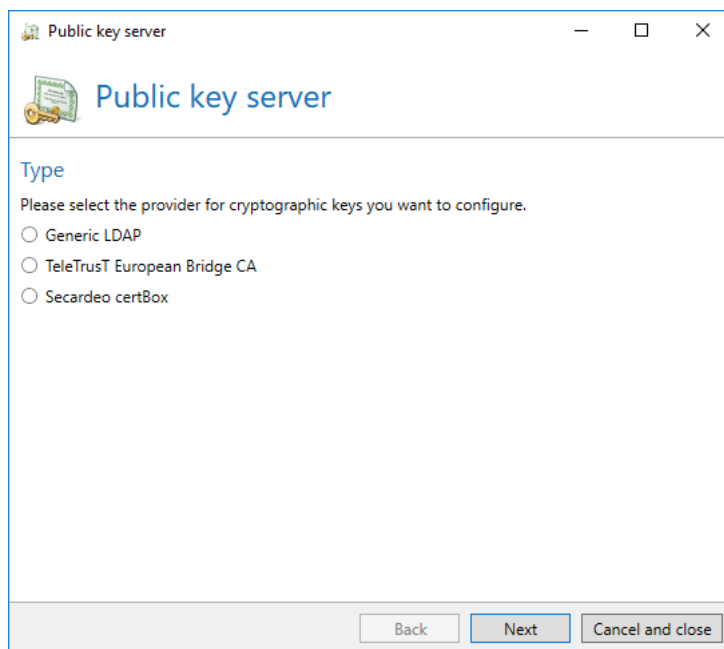 Public key server
Public key server
Type
Please select the provider for cryptographic keys you want to configure.
Generic LDAP
TeleTrusT European Bridge CA
Secardeo certBox
Back Next Cancel and close